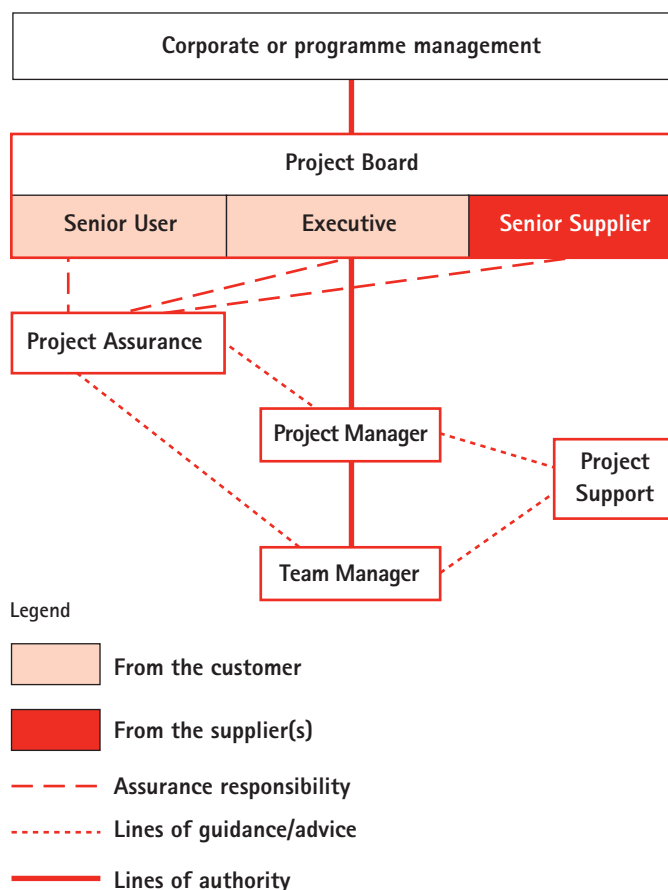 Corporate or programme management
Project Board
Senior User
Executive
Senior Supplier
Project Assurance
Project Manager
Project
Support
Team Manager
Legend
From the customer
From the supplier(s)
Assurance responsibility
Lines of guidance/advice
Lines of authority